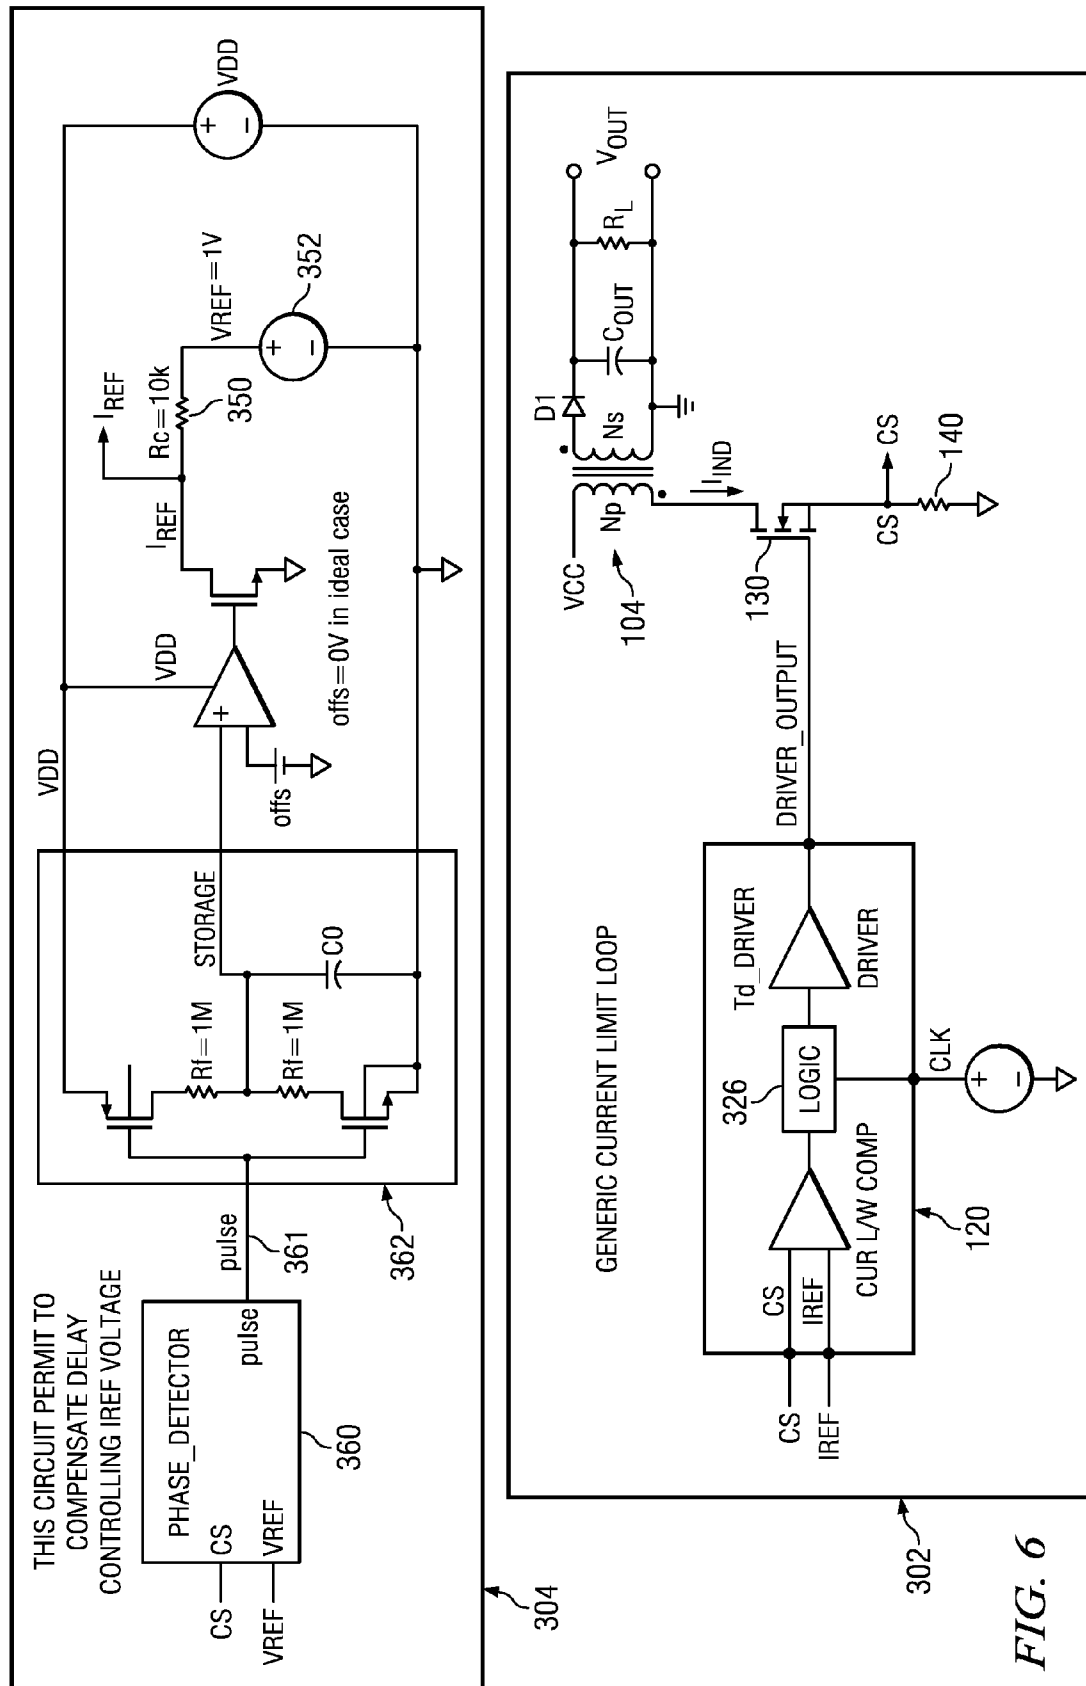 THIS CIRCUIT PERMIT TO
COMPENSATE DELAY
CONTROLLING IREF VOLTAGE
CS
VREF
CS
VREF
PHASE_DETECTOR
pulse
360
pulse
361
362
VDD
Rf=1M
Rf=1M
STORAGE
C0
VDD
+
offs
offs=0V in ideal case
IREF
IREF
Rc=10k
350
VREF=1V
+
−
352
+
−
VDD
304
GENERIC CURRENT LIMIT LOOP
CS
IREF
CS
IREF
CUR L/W COMP
326
LOGIC
Td_DRIVER
DRIVER
120
CLK
+
−
DRIVER_OUTPUT
VCC
104
Np
Ns
D1
COUT
RL
VOUT
IIND
130
CS
CS
140
302
FIG. 6